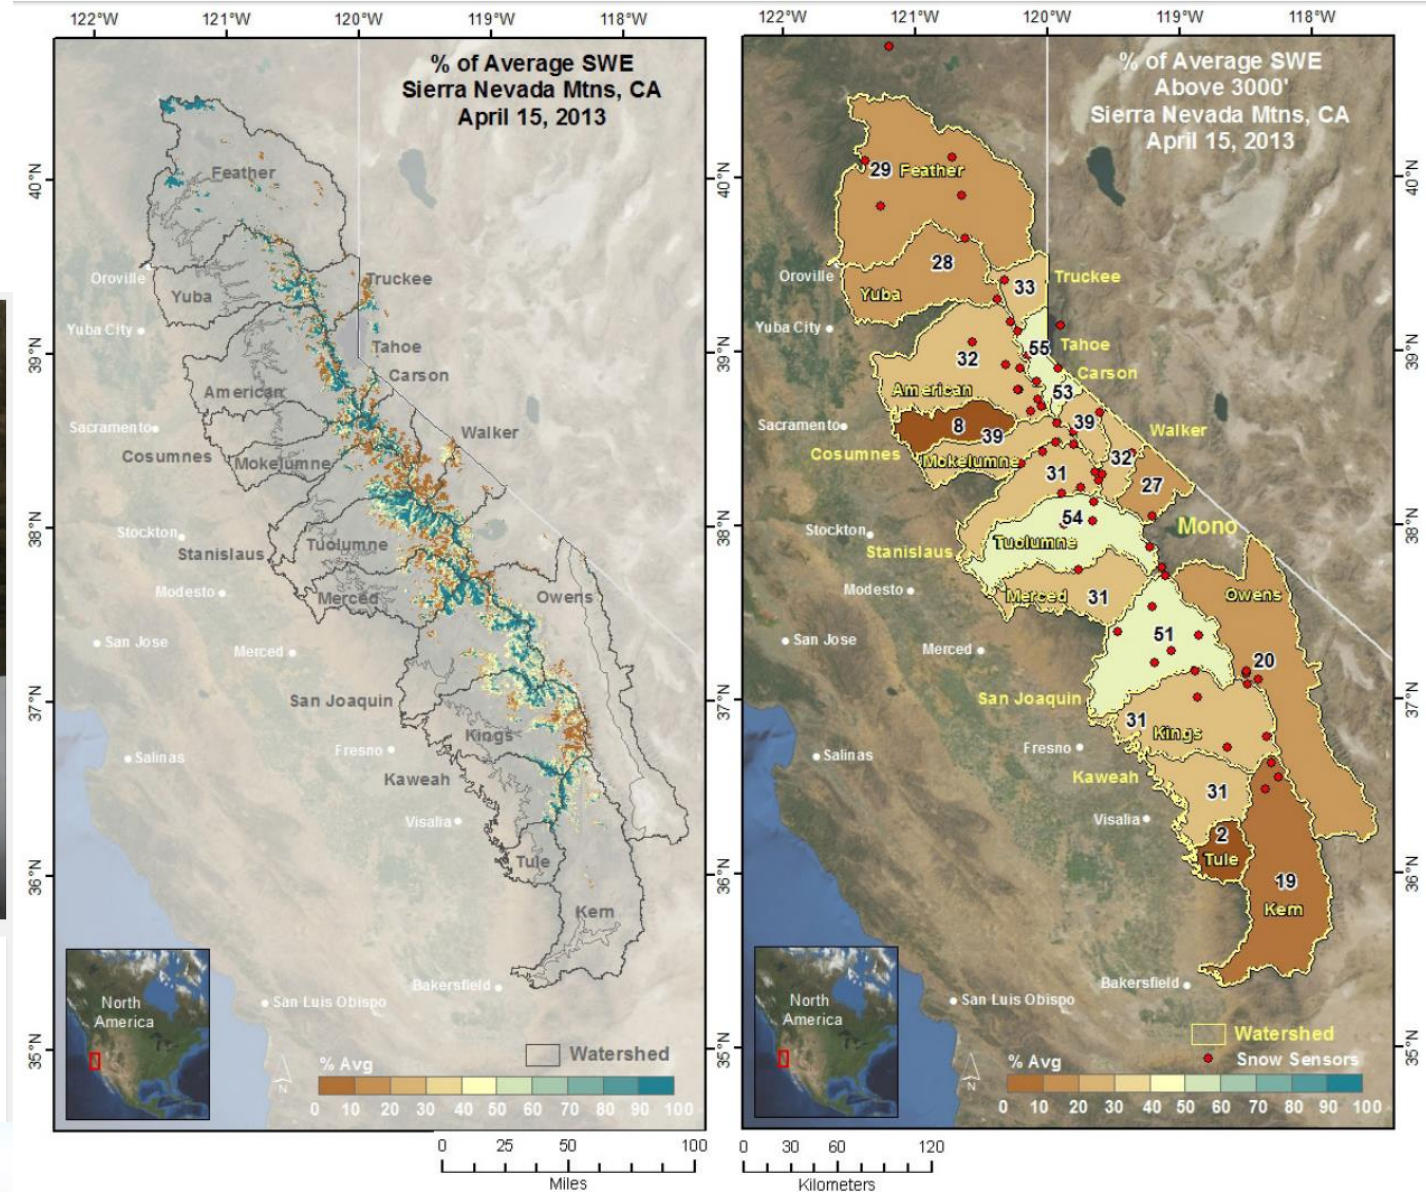 122°W 121°W 120°W 119°W 118°W
% of Average SWE
Sierra Nevada Mtns, CA
April 15, 2013
40°N
39°N
38°N
37°N
36°N
35°N
Feather
Oroville
Truckee
Yuba
Yuba City
Tahoe
Carson
American
Sacramento
Walker
Cosumnes
Mokelumne
Stockton
Tuolumne
Stanislaus
Modesto
Merced
Owens
San Jose
Merced
San Joaquin
Kings
Fresno
Salinas
Kaweah
Visalia
Tule
Kern
Bakersfield
San Luis Obispo
North
America
Watershed
% Avg
N
0 10 20 30 40 50 60 70 80 90 100
0 25 50 100
Miles
122°W 121°W 120°W 119°W 118°W
% of Average SWE
Above 3000'
Sierra Nevada Mtns, CA
April 15, 2013
40°N
39°N
38°N
37°N
36°N
35°N
29 Feather
28
Oroville
Truckee
33
Yuba
Yuba City
55 Tahoe
32
Carson
American
53
Sacramento
8
39
39
Walker
Cosumnes
Mokelumne
32
31
27
54
Mono
Stockton
Stanislaus
Tuolumne
Modesto
Merced
31
Owens
San Jose
Merced
51
20
San Joaquin
31
Kings
Fresno
Salinas
Kaweah
31
Visalia
2
Tule
19
Kern
Bakersfield
San Luis Obispo
North
America
Watershed
Snow Sensors
% Avg
N
0 10 20 30 40 50 60 70 80 90 100
0 30 60 120
Kilometers